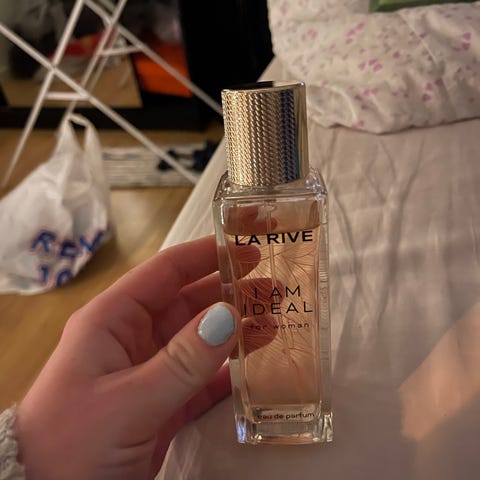 LA RIVE
I AM
IDEAL
for woman
eau de parfum